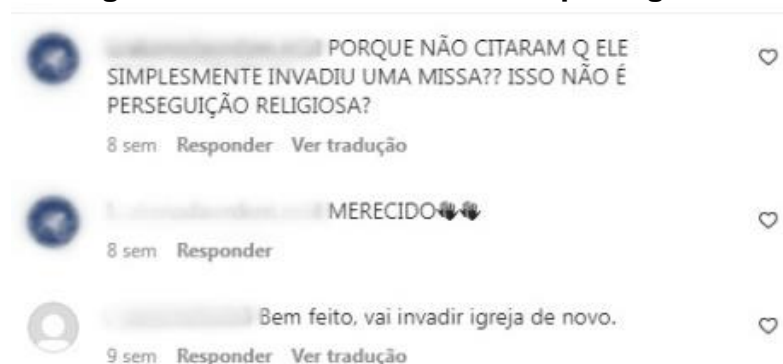 PORQUE NÃO CITARAM Q ELE
SIMPLESMENTE INVADIU UMA MISSA?? ISSO NÃO É
PERSEGUIÇÃO RELIGIOSA?
8 sem Responder Ver tradução
MERECIDO👏👏
8 sem Responder
Bem feito, vai invadir igreja de novo.
9 sem Responder Ver tradução